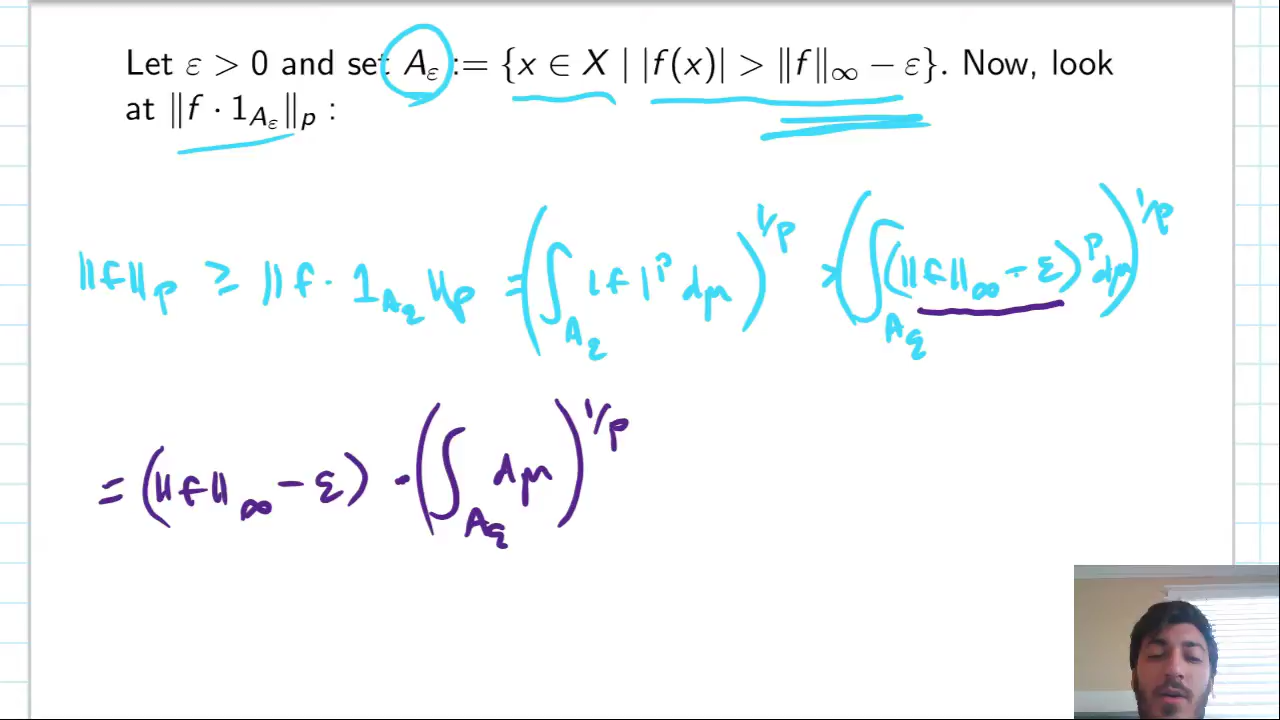 Let ε > 0 and set A_ε := {x ∈ X | |f(x)| > ‖f‖_∞ − ε}. Now, look
at ‖f · 1_{A_ε}‖_p :
‖f‖_p ≥ ‖f · 1_{A_ε}‖_p = (∫_{A_ε} |f|^p dμ)^{1/p} > (∫_{A_ε} (‖f‖_∞ − ε)^p dμ)^{1/p}
= (‖f‖_∞ − ε) · (∫_{A_ε} dμ)^{1/p}